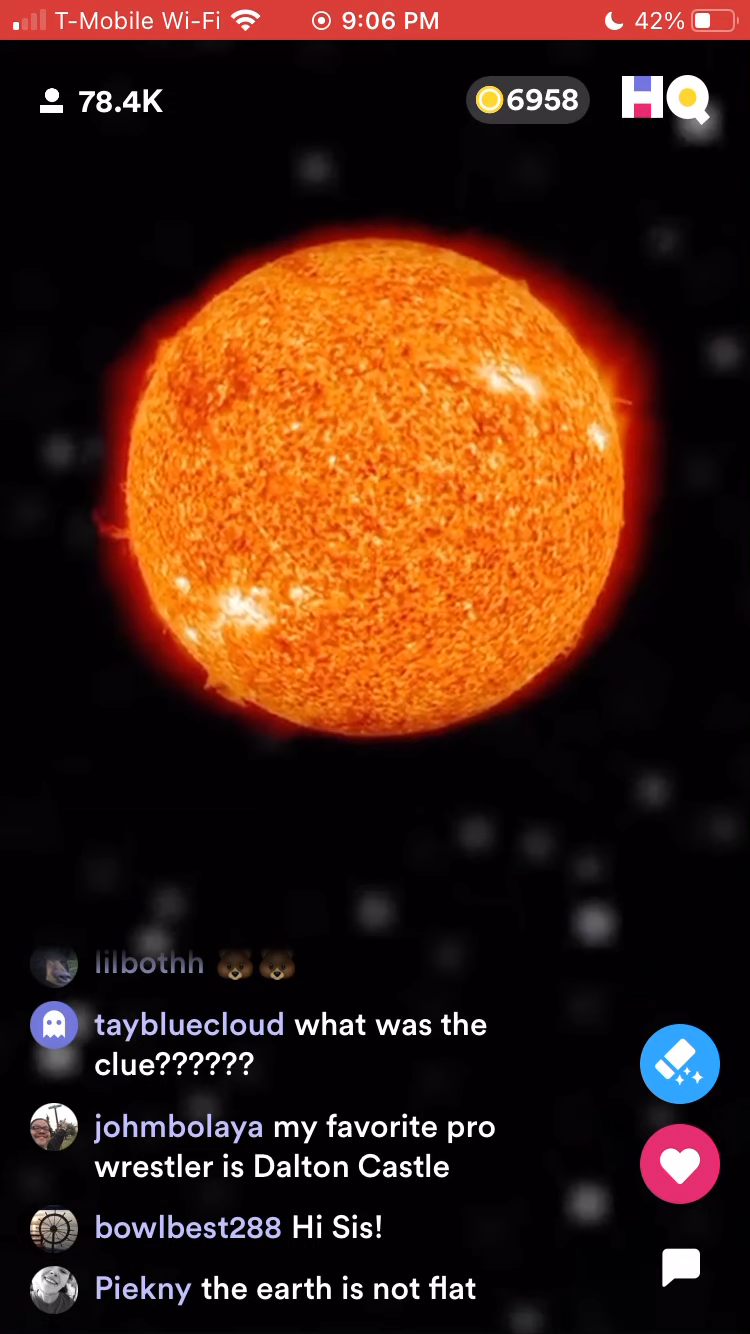 T-Mobile Wi-Fi 9:06 PM 42%
78.4K 6958 HQ
lilbothh 🐻🐻
taybluecloud what was the
clue??????
johmbolaya my favorite pro
wrestler is Dalton Castle
bowlbest288 Hi Sis!
Piekny the earth is not flat